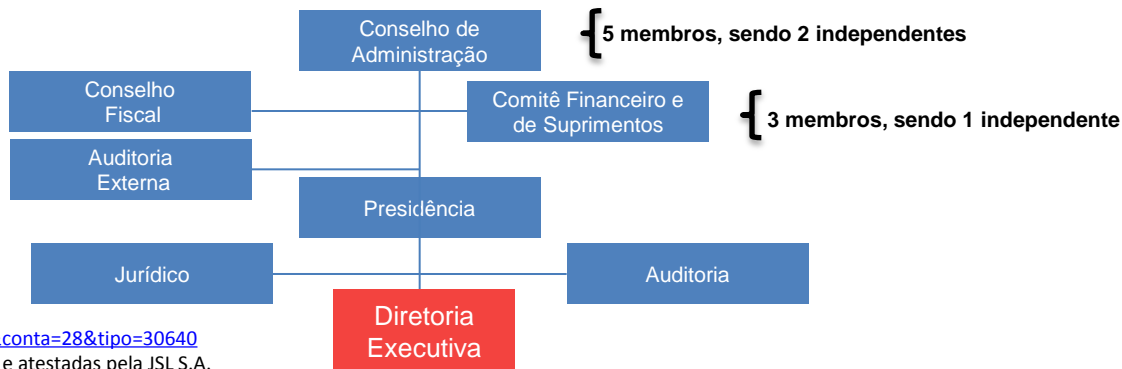 Conselho de
Administração
5 membros, sendo 2 independentes
Conselho
Fiscal
Comitê Financeiro e
de Suprimentos
3 membros, sendo 1 independente
Auditoria
Externa
Presidência
Jurídico
Auditoria
Diretoria
Executiva
conta=28&tipo=30640
e atestadas pela JSL S.A.